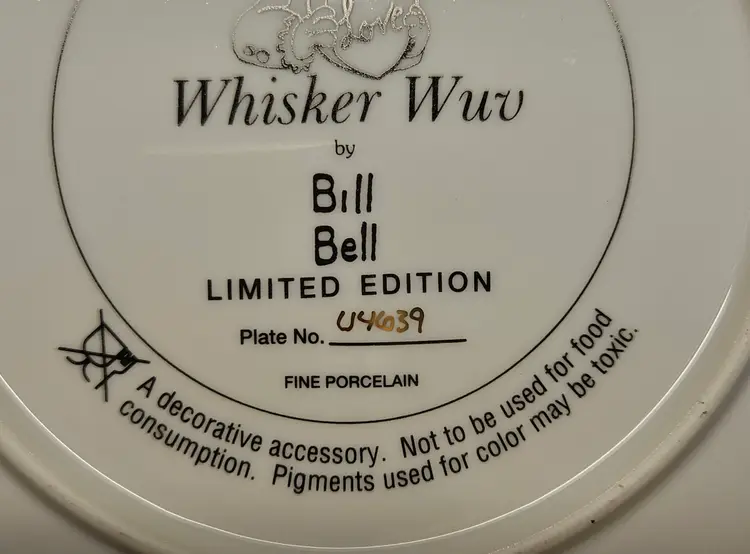 Love
Whisker Wuv
by
Bill
Bell
LIMITED EDITION
Plate No. U4639
FINE PORCELAIN
A decorative accessory. Not to be used for food
consumption. Pigments used for color may be toxic.